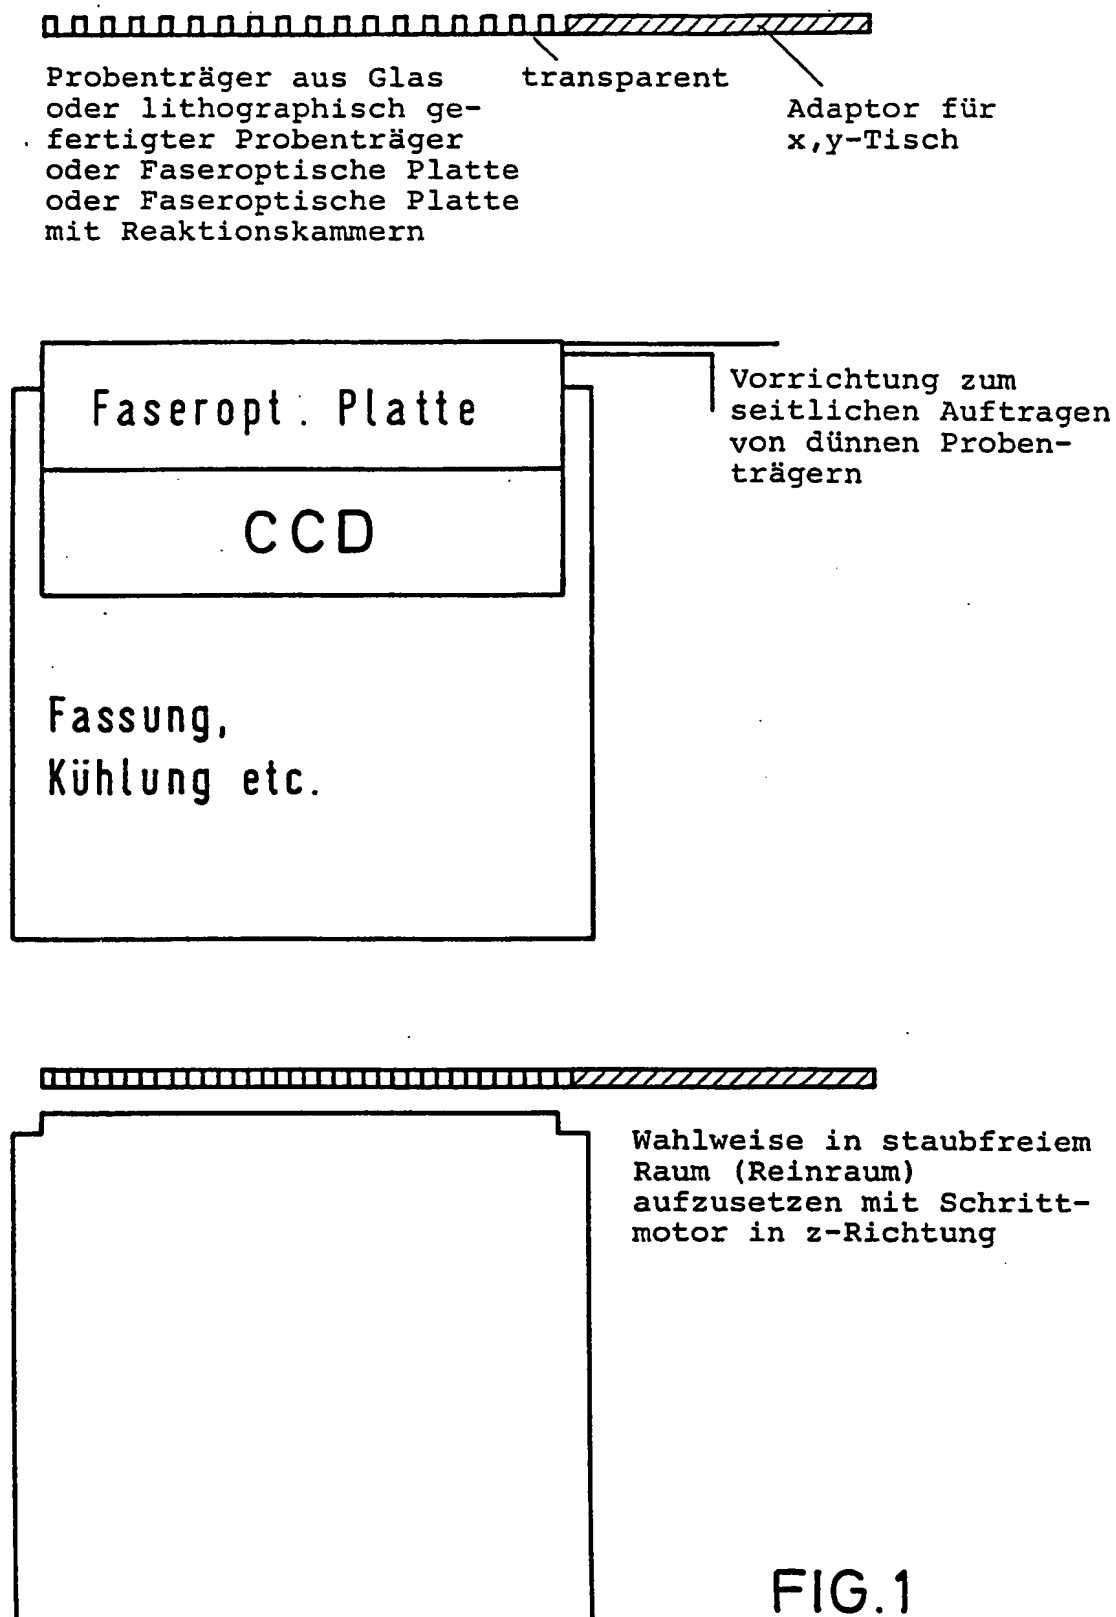 Probenträger aus Glas
oder lithographisch ge-
fertigter Probenträger
oder Faseroptische Platte
oder Faseroptische Platte
mit Reaktionskammern
transparent
Adaptor für
x,y-Tisch
Faseropt. Platte
CCD
Fassung,
Kühlung etc.
Vorrichtung zum
seitlichen Auftragen
von dünnen Proben-
trägern
Wahlweise in staubfreiem
Raum (Reinraum)
aufzusetzen mit Schritt-
motor in z-Richtung
FIG.1